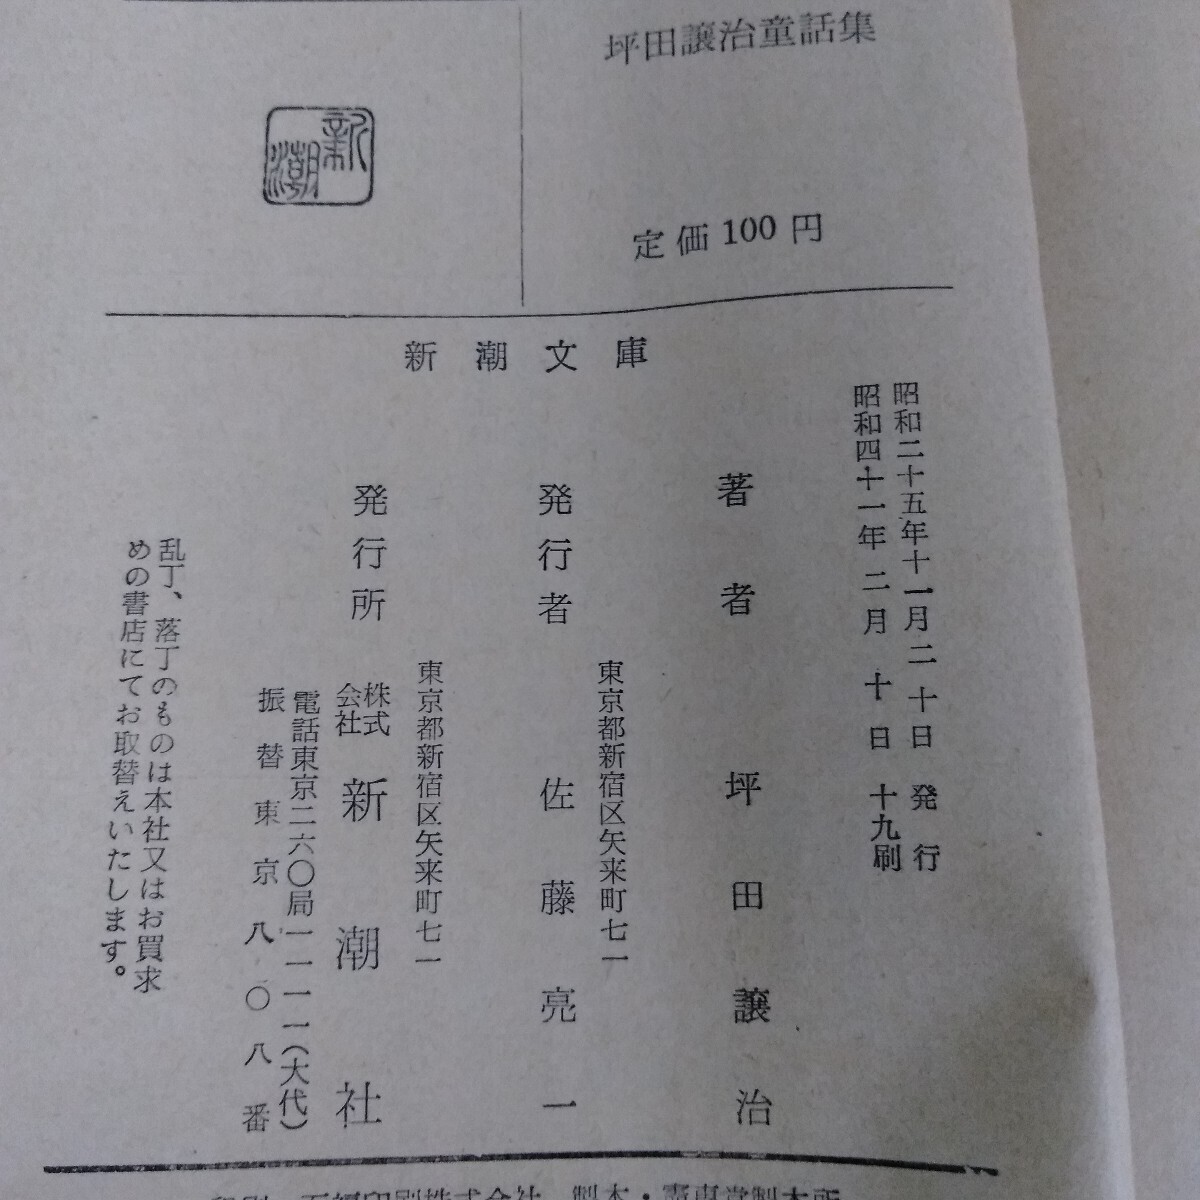 坪田譲治童話集
新潮
定価100円
新潮文庫
昭和二十五年十一月二十日 発行
昭和四十一年 二月 十日 十九刷
著者 坪田譲治
東京都新宿区矢来町七一
発行者 佐藤亮一
東京都新宿区矢来町七一
発行所 株式会社 新潮社
電話東京二六〇局一一一一(大代)
振替東京八〇八番
乱丁、落丁のものは本社又はお買求
めの書店にてお取替えいたします。